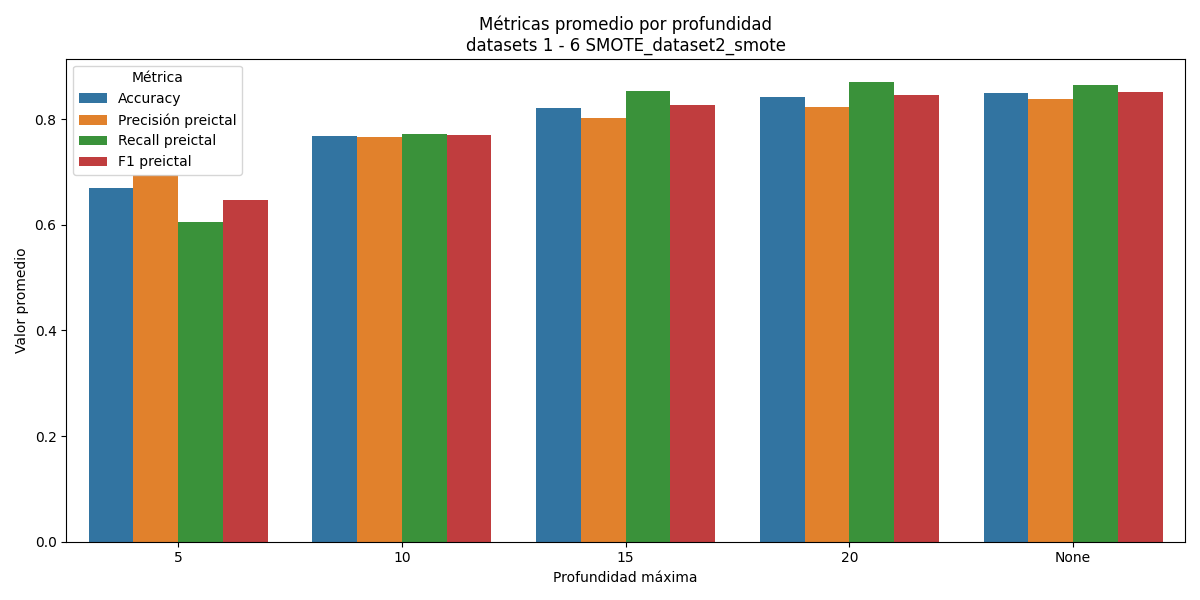 Métricas promedio por profundidad
datasets 1 - 6 SMOTE_dataset2_smote
Métrica
Accuracy
Precisión preictal
Recall preictal
F1 preictal
Valor promedio
0.8
0.6
0.4
0.2
0.0
5
10
15
20
None
Profundidad máxima